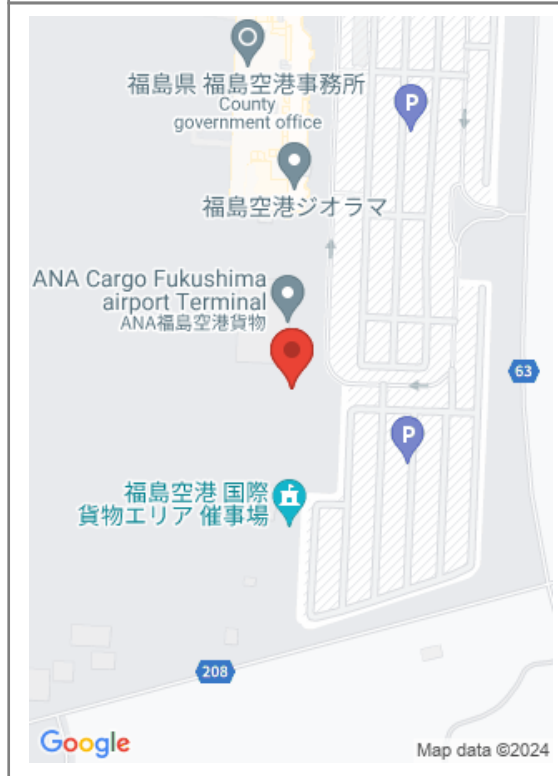 福島県 福島空港事務所
County
government office
P
福島空港ジオラマ
ANA Cargo Fukushima
airport Terminal
ANA福島空港貨物
63
P
福島空港 国際
貨物エリア 催事場
208
Google
Map data ©2024